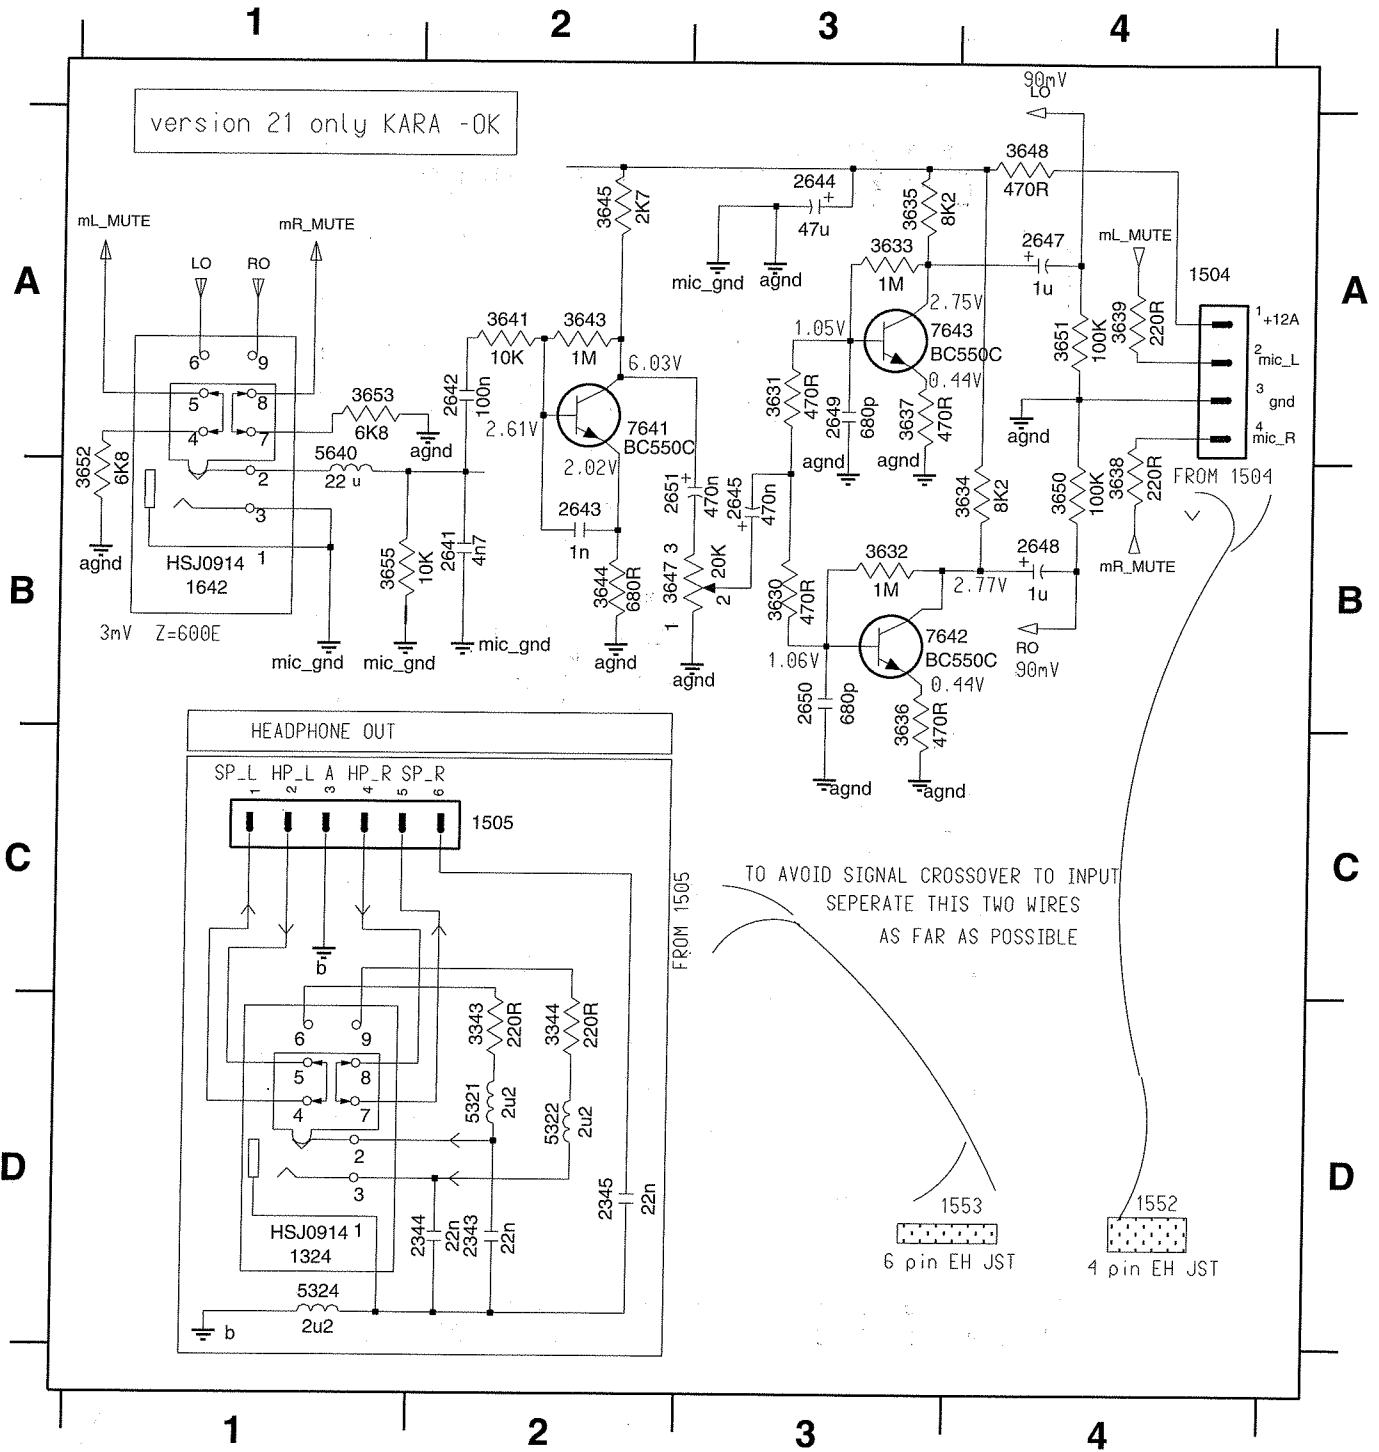 1
2
3
4
90mV
LO
version 21 only KARA -OK
3648
470R
3645
2K7
2644
+
47u
3635
8K2
mL_MUTE
mR_MUTE
LO
RO
A
A
mic_gnd
agnd
3633
1M
2647
+
1u
mL_MUTE
1504
2.75V
3639
220R
1
+12A
3641
10K
3643
1M
1.05V
7643
BC550C
3651
100K
2
mic_L
6
9
6.03V
0.44V
3
gnd
5
8
3653
6K8
2642
100n
2.61V
7641
BC550C
3631
470R
2649
680p
3637
470R
agnd
4
mic_R
4
7
agnd
2.02V
agnd
agnd
FROM 1504
3652
6K8
5640
22 u
2
2651
+
470n
2645
+
470n
3634
8K2
3650
100K
3638
220R
3
2643
1n
agnd
HSJ0914
1
1642
3655
10K
2641
4n7
3644
680R
3647
3
20K
2
1
3630
470R
3632
1M
2.77V
2648
+
1u
mR_MUTE
B
B
3mV Z=600E
mic_gnd
mic_gnd
mic_gnd
agnd
agnd
1.06V
7642
BC550C
RO
90mV
0.44V
2650
680p
3636
470R
HEADPHONE OUT
SP_L HP_L A HP_R SP_R
1
2
3
4
5
6
1505
agnd
agnd
C
C
TO AVOID SIGNAL CROSSOVER TO INPUT
SEPERATE THIS TWO WIRES
AS FAR AS POSSIBLE
FROM 1505
b
3343
220R
3344
220R
6
9
5
8
4
7
5321
2u2
5322
2u2
2
3
D
D
2345
22n
HSJ0914
1
1324
2344
22n
2343
22n
1553
6 pin EH JST
1552
4 pin EH JST
5324
2u2
b
1
2
3
4